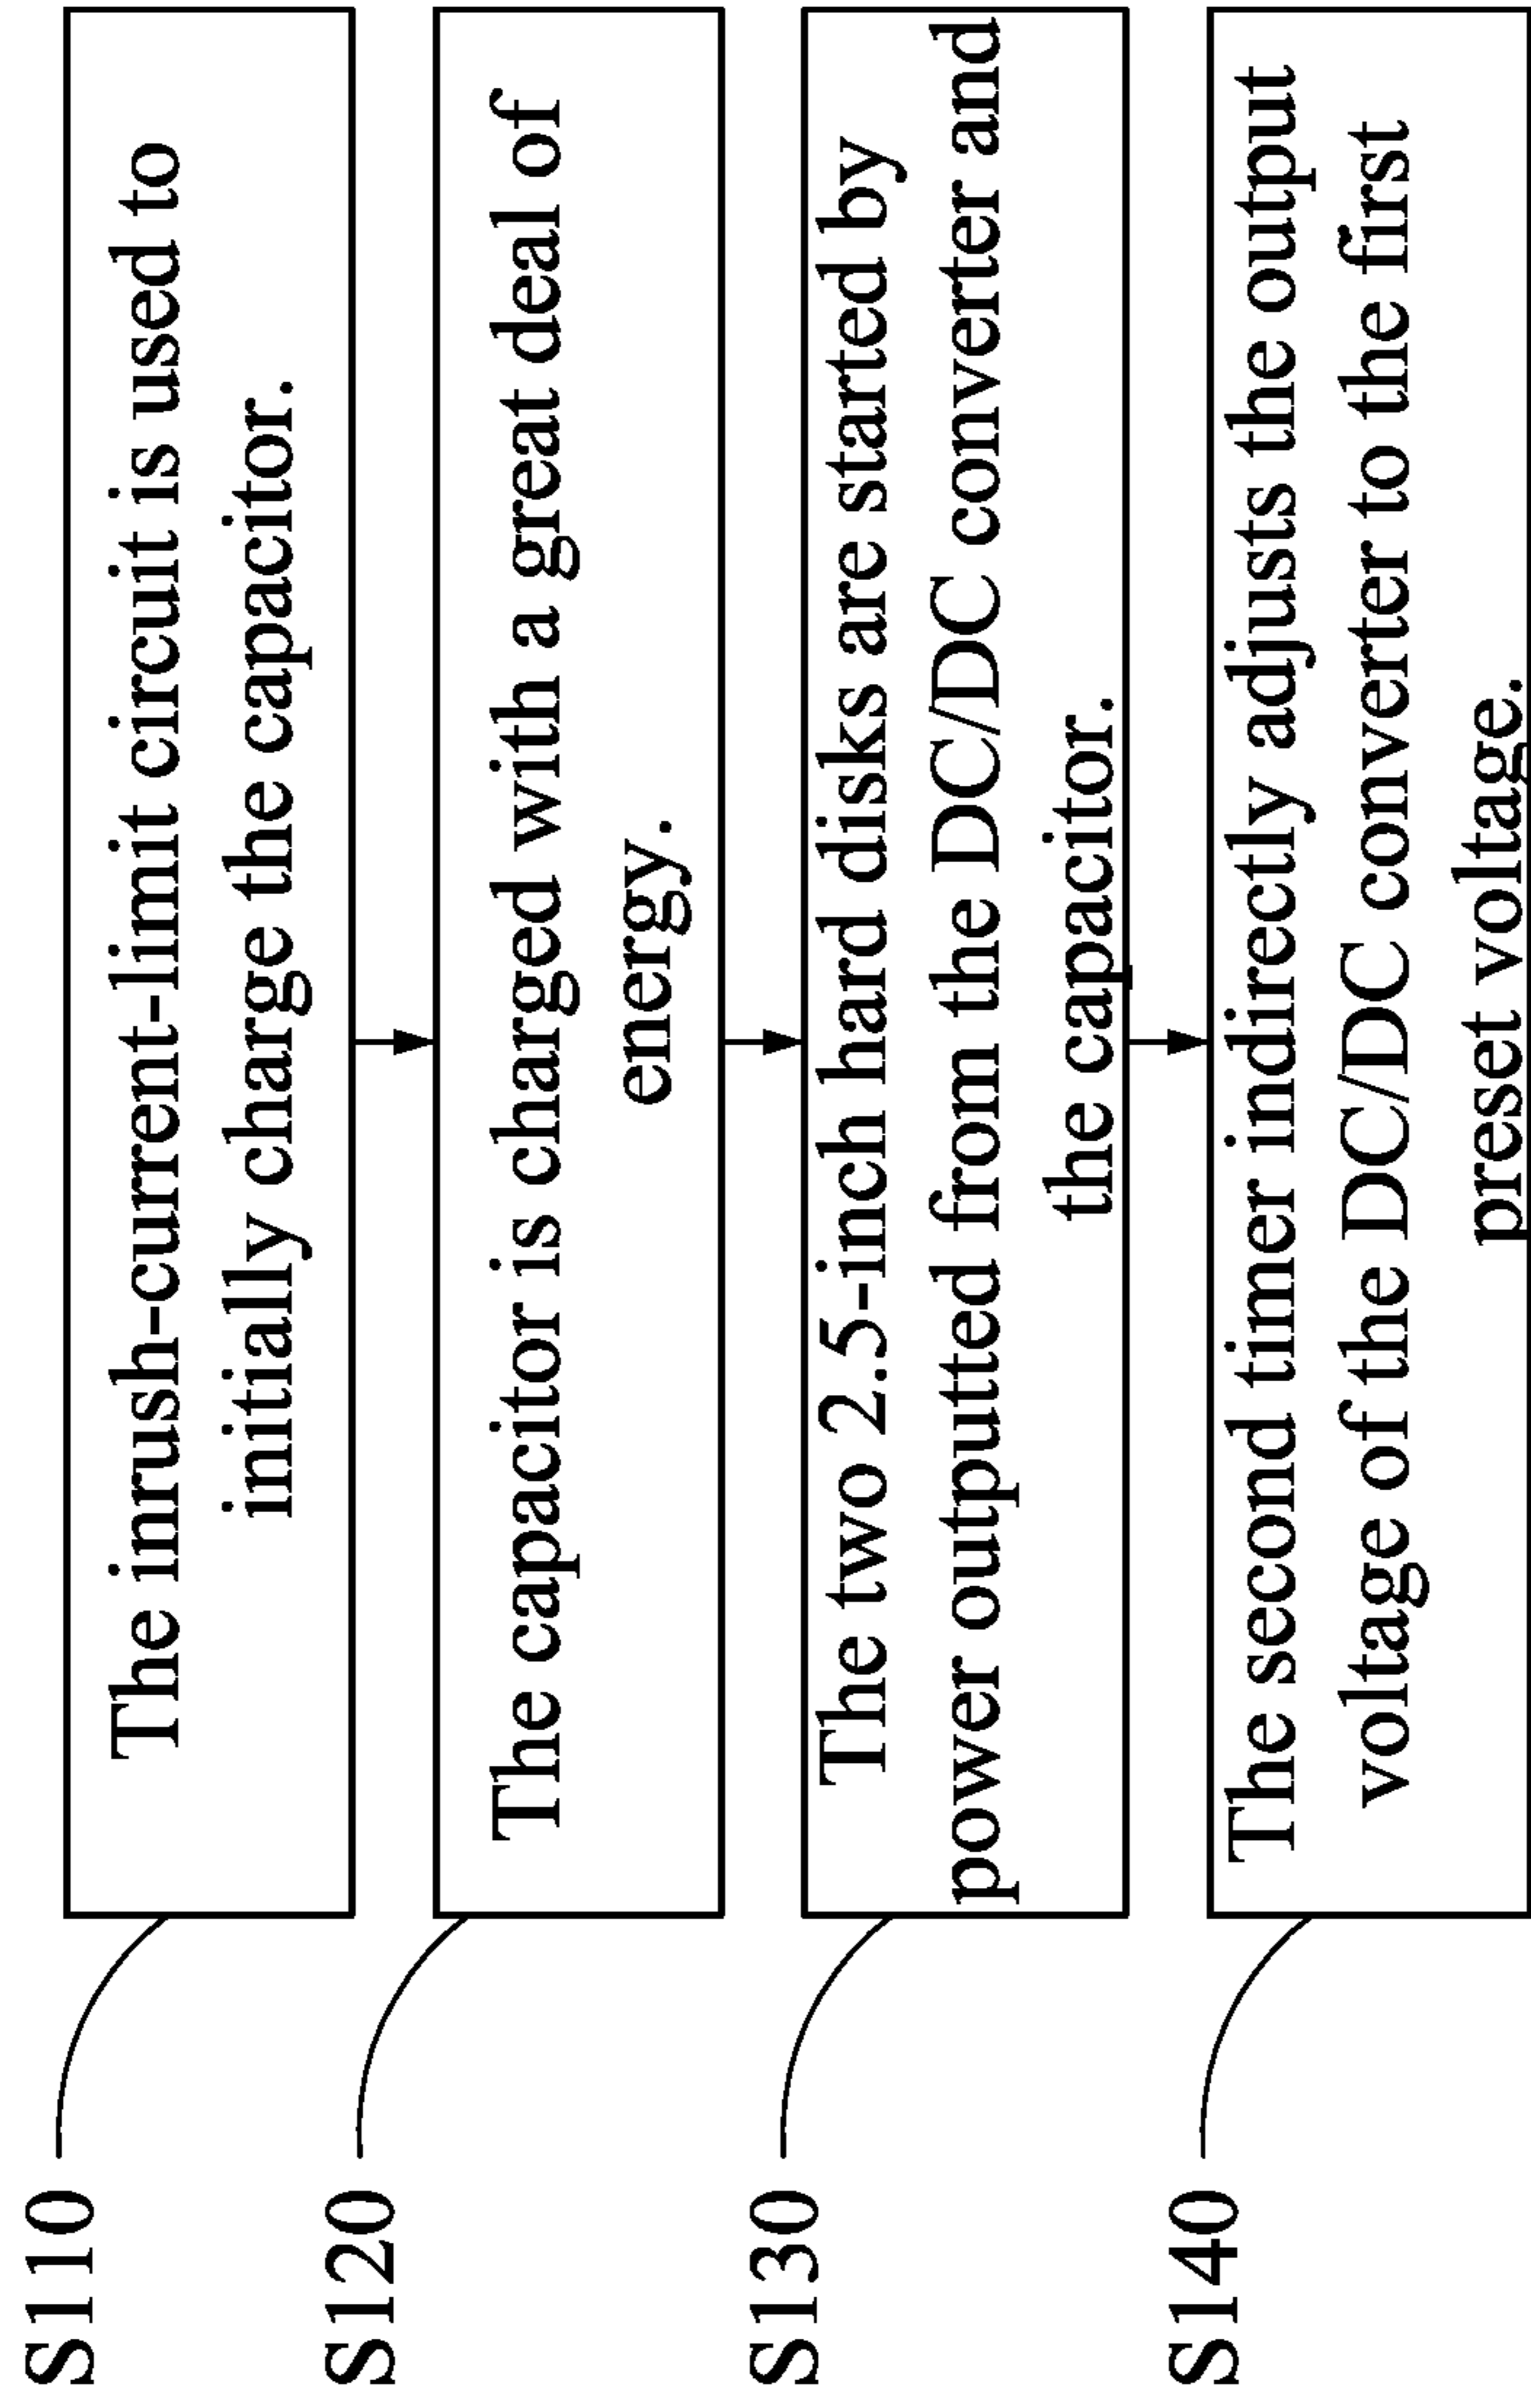 S110
The inrush-current-limit circuit is used to
initially charge the capacitor.
S120
The capacitor is charged with a great deal of
energy.
S130
The two 2.5-inch hard disks are started by
power outputted from the DC/DC converter and
the capacitor.
S140
The second timer indirectly adjusts the output
voltage of the DC/DC converter to the first
preset voltage.